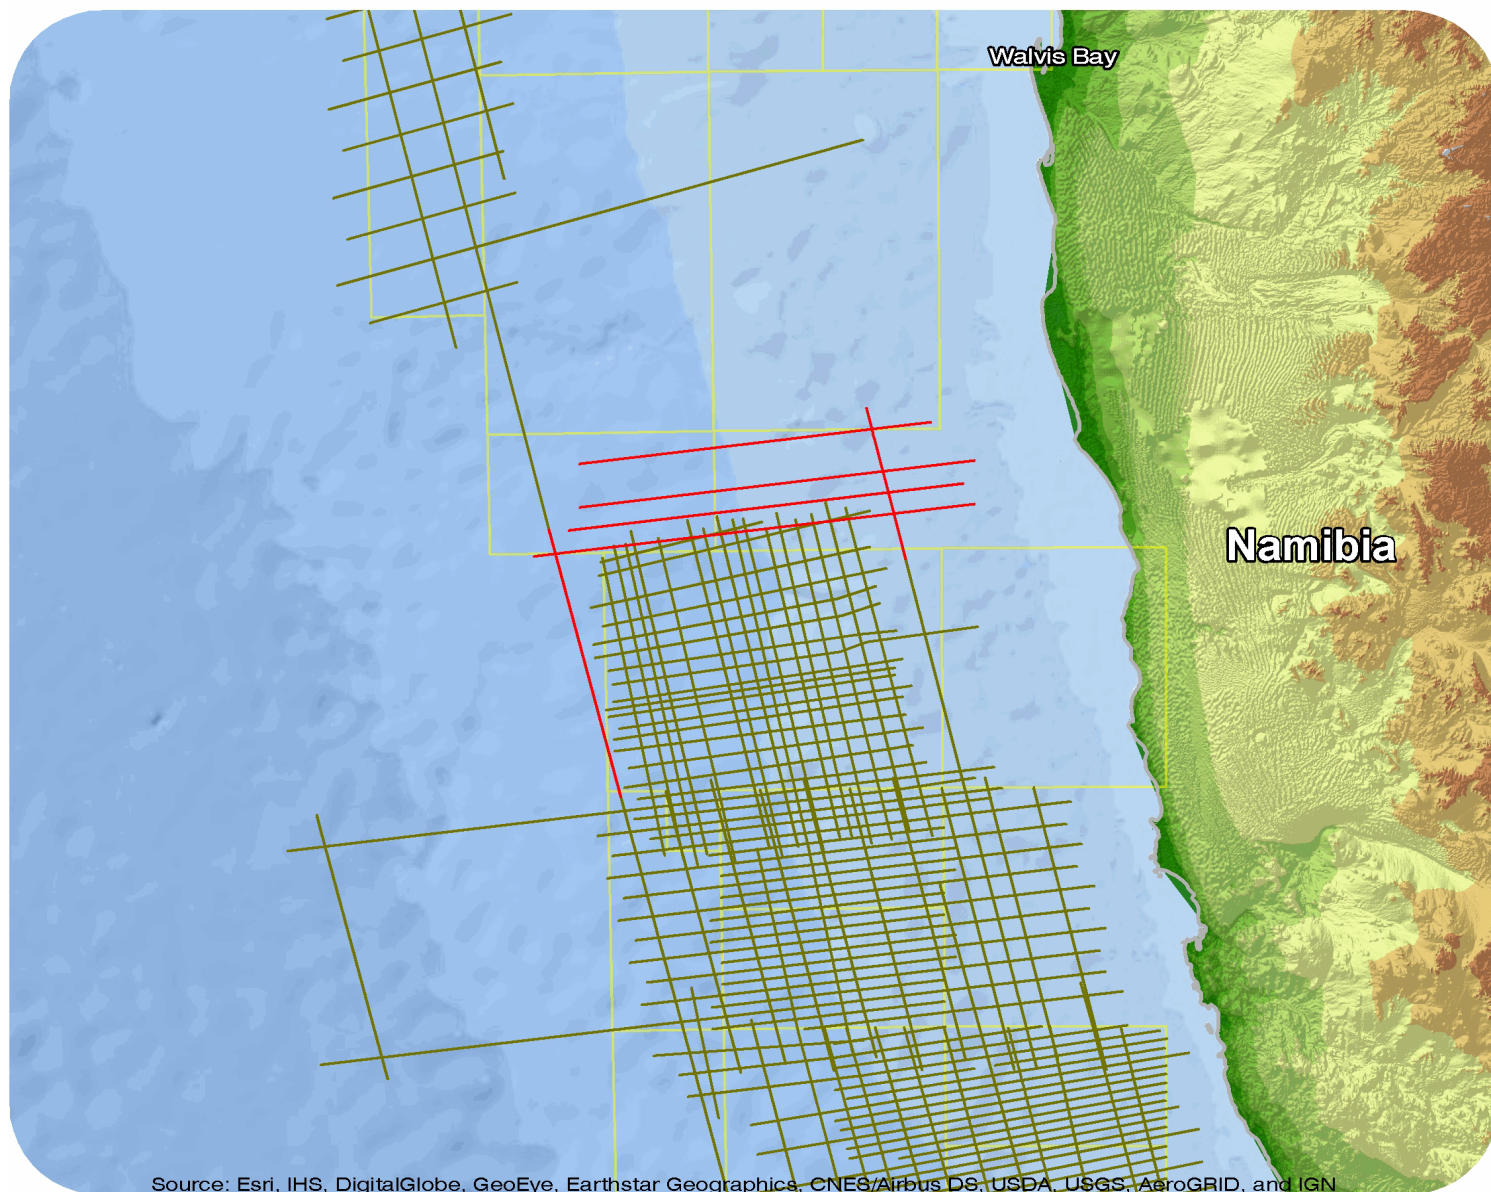 Walvis Bay
Namibia
Source: Esri, IHS, DigitalGlobe, GeoEye, Earthstar Geographics, CNES/Airbus DS, USDA, USGS, AeroGRID, and IGN